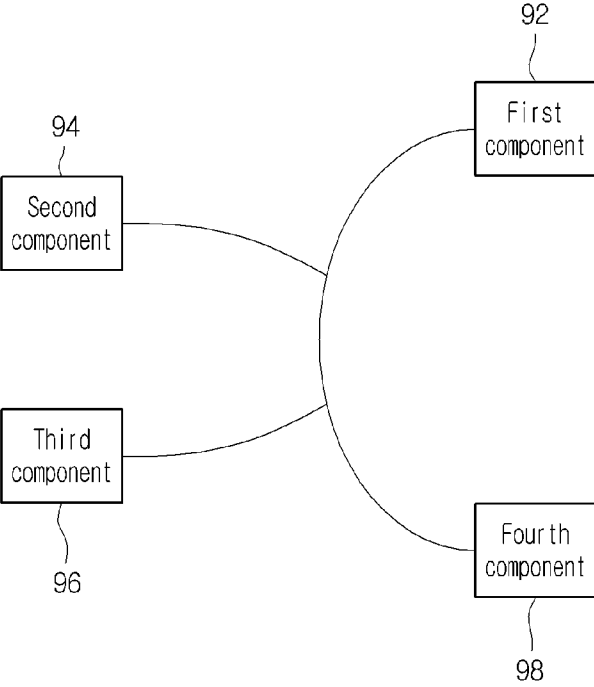 92
First
component
94
Second
component
Third
component
96
Fourth
component
98